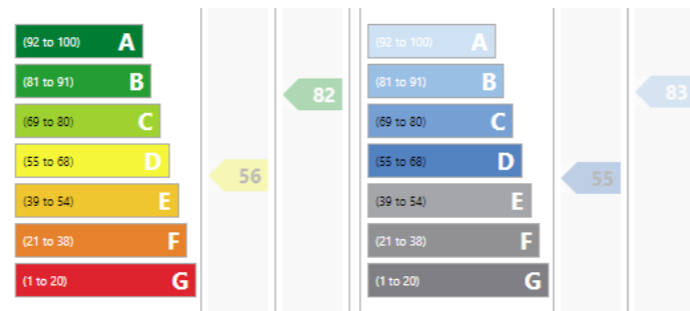 (92 to 100) A
(81 to 91) B
(69 to 80) C
(55 to 68) D
(39 to 54) E
(21 to 38) F
(1 to 20) G
56
82
(92 to 100) A
(81 to 91) B
(69 to 80) C
(55 to 68) D
(39 to 54) E
(21 to 38) F
(1 to 20) G
55
83